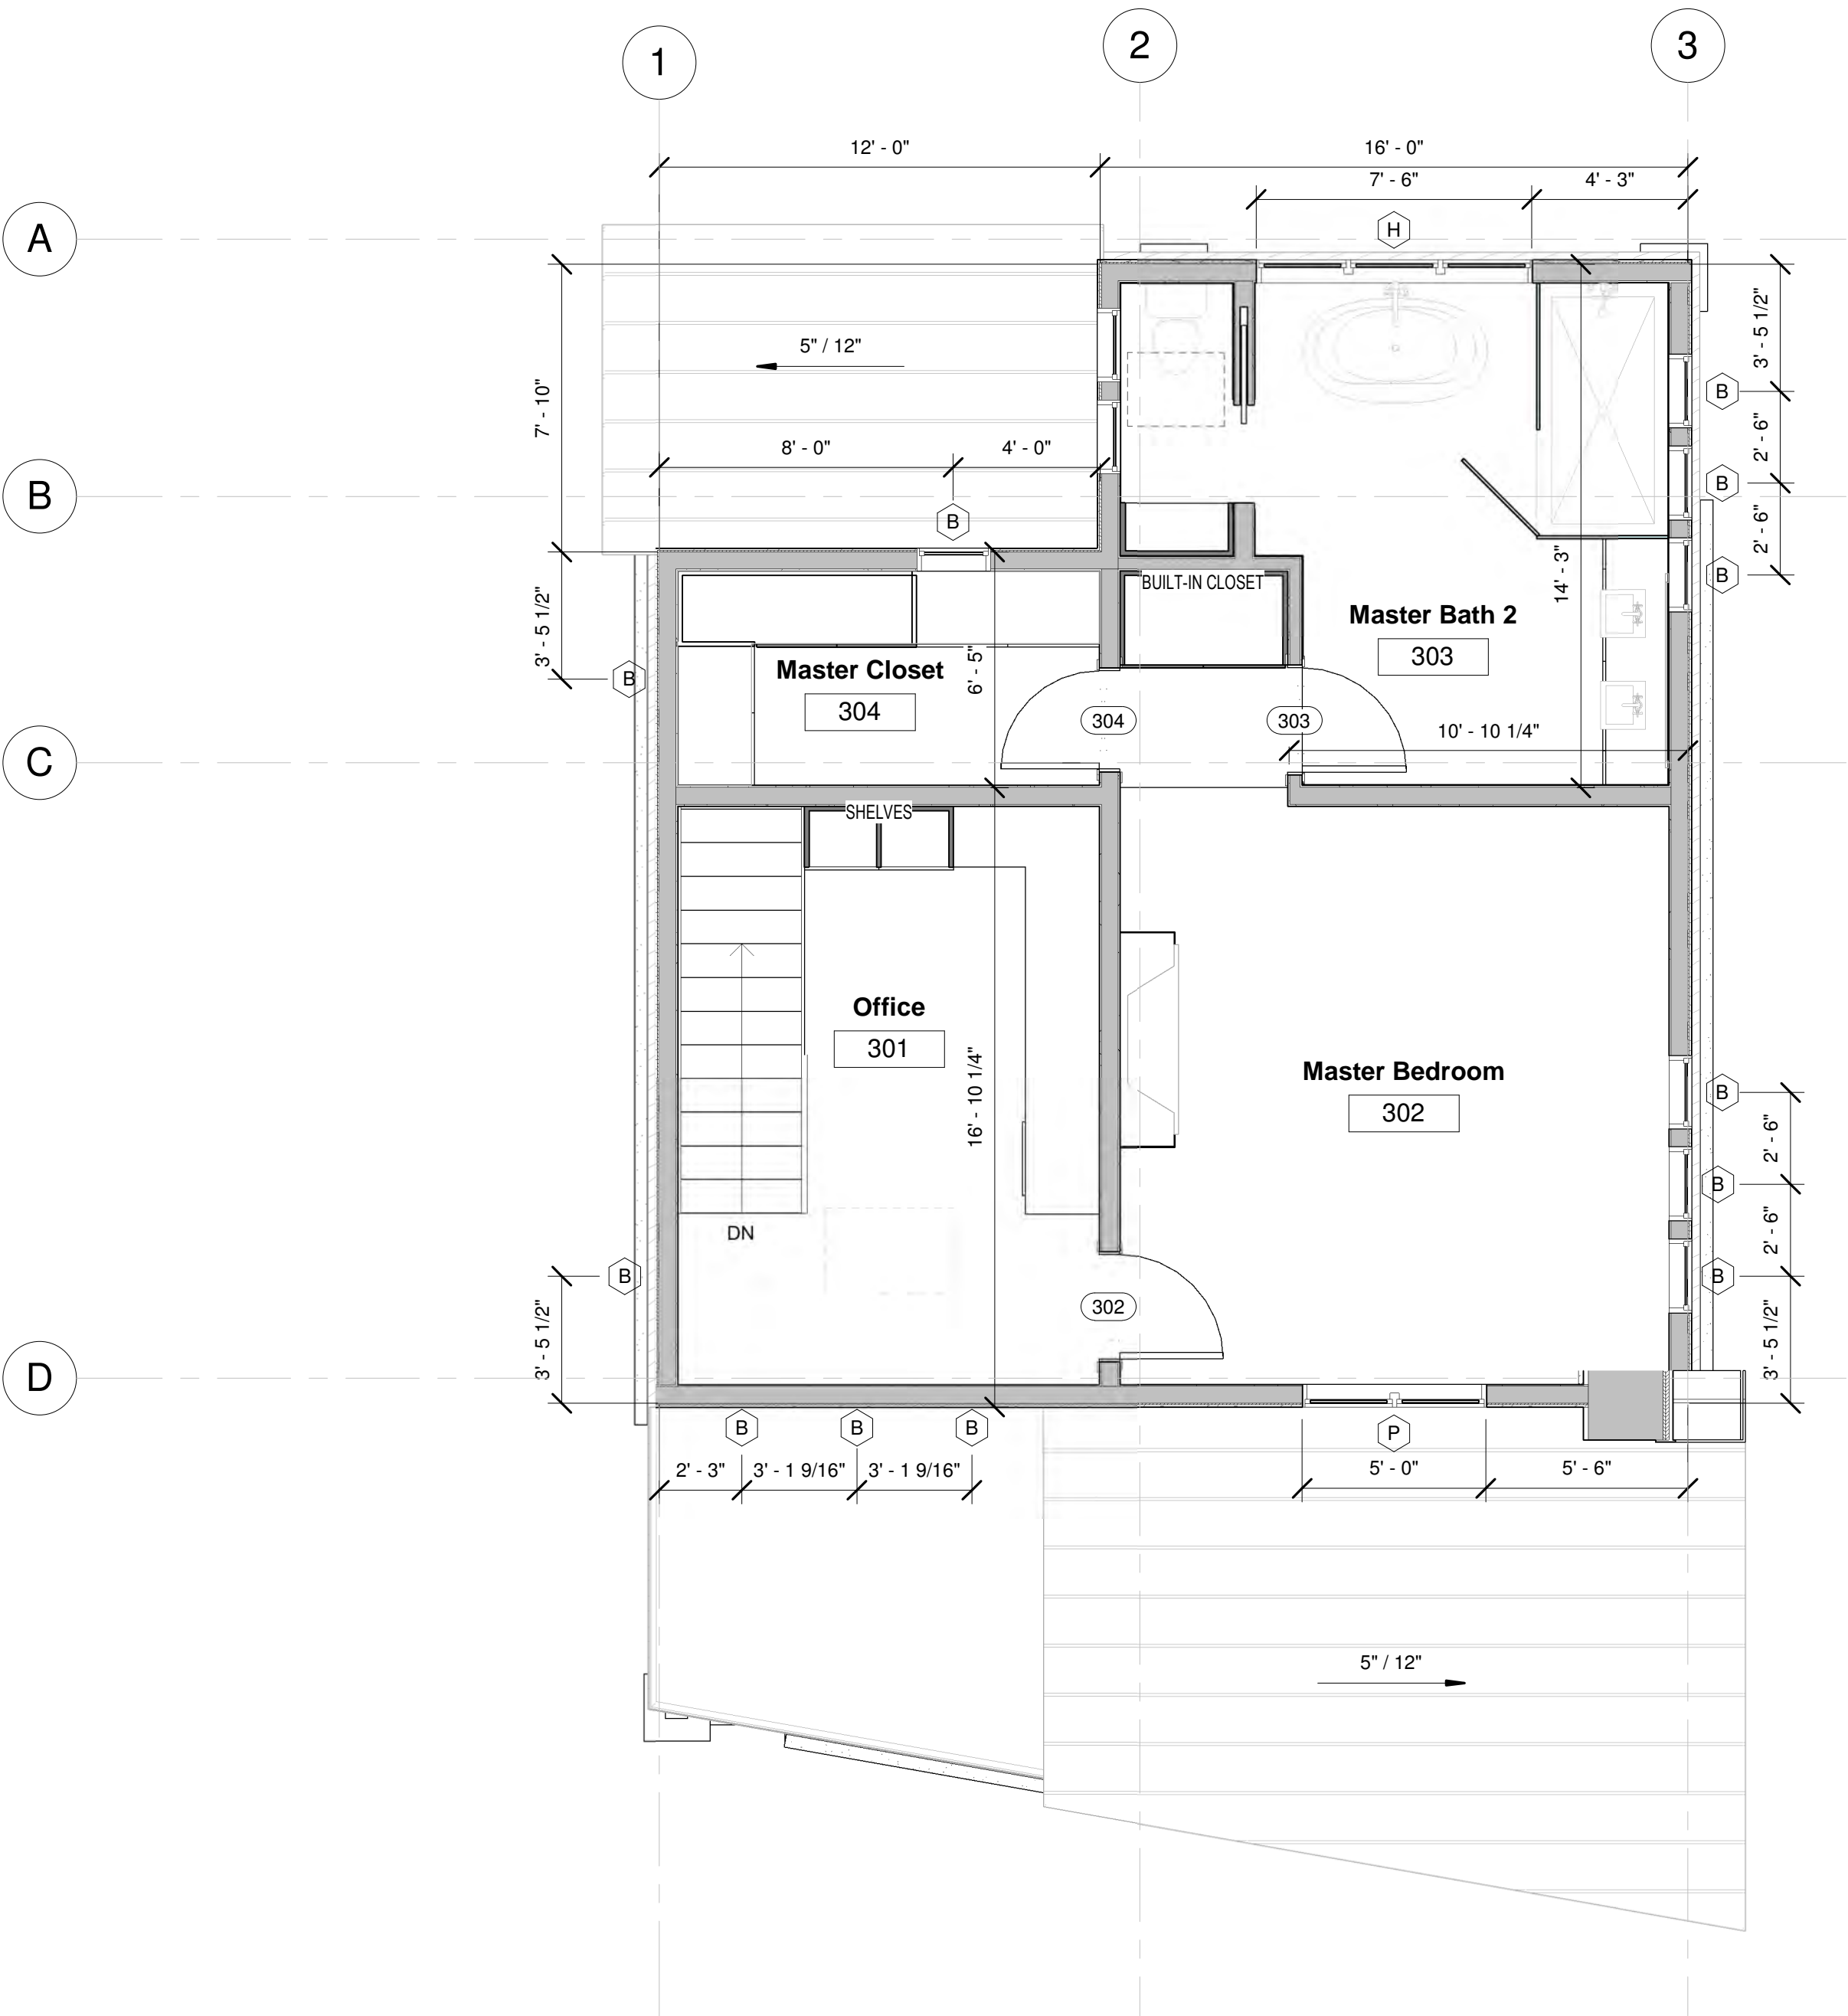 1
2
3
12' - 0"
16' - 0"
7' - 6"
4' - 3"
A
H
5" / 12"
3' - 5 1/2"
B
7' - 10"
8' - 0"
4' - 0"
2' - 6"
B
B
B
2' - 6"
B
BUILT-IN CLOSET
14' - 3"
Master Bath 2
303
3' - 5 1/2"
B
Master Closet
304
6' - 5"
304
303
10' - 10 1/4"
C
SHELVES
Office
301
16' - 10 1/4"
Master Bedroom
302
B
2' - 6"
B
2' - 6"
B
DN
B
302
3' - 5 1/2"
3' - 5 1/2"
D
B
B
B
P
2' - 3"
3' - 1 9/16"
3' - 1 9/16"
5' - 0"
5' - 6"
5" / 12"